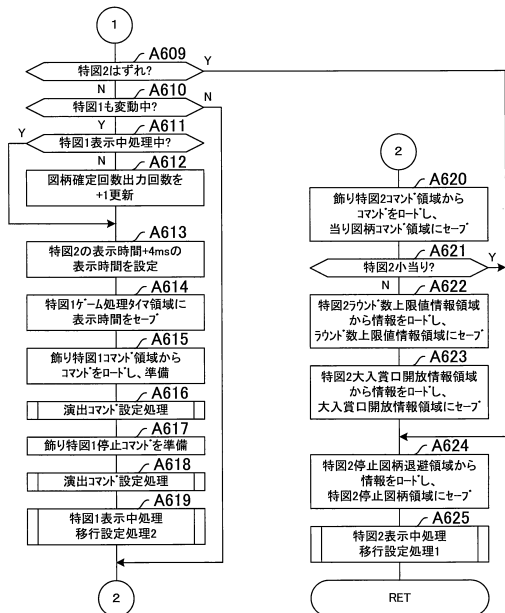 1
A609
特図2はずれ?
Y
N
A610
特図1も変動中?
N
Y
A611
Y
特図1表示中処理中?
N
A612
図柄確定回数出力回数を
+1更新
A613
特図2の表示時間+4msの
表示時間を設定
A614
特図1ゲーム処理タイマ領域に
表示時間をセーブ
A615
飾り特図1コマンド領域から
コマンドをロードし、準備
A616
演出コマンド設定処理
A617
飾り特図1停止コマンドを準備
A618
演出コマンド設定処理
A619
特図1表示中処理
移行設定処理2
2
2
A620
飾り特図2コマンド領域から
コマンドをロードし、
当り図柄コマンド領域にセーブ
A621
特図2小当り?
Y
N
A622
特図2ラウンド数上限値情報領域
から情報をロードし、
ラウンド数上限値情報領域にセーブ
A623
特図2大入賞口開放情報領域
から情報をロードし、
大入賞口開放情報領域にセーブ
A624
特図2停止図柄退避領域から
情報をロードし、
特図2停止図柄領域にセーブ
A625
特図2表示中処理
移行設定処理1
RET